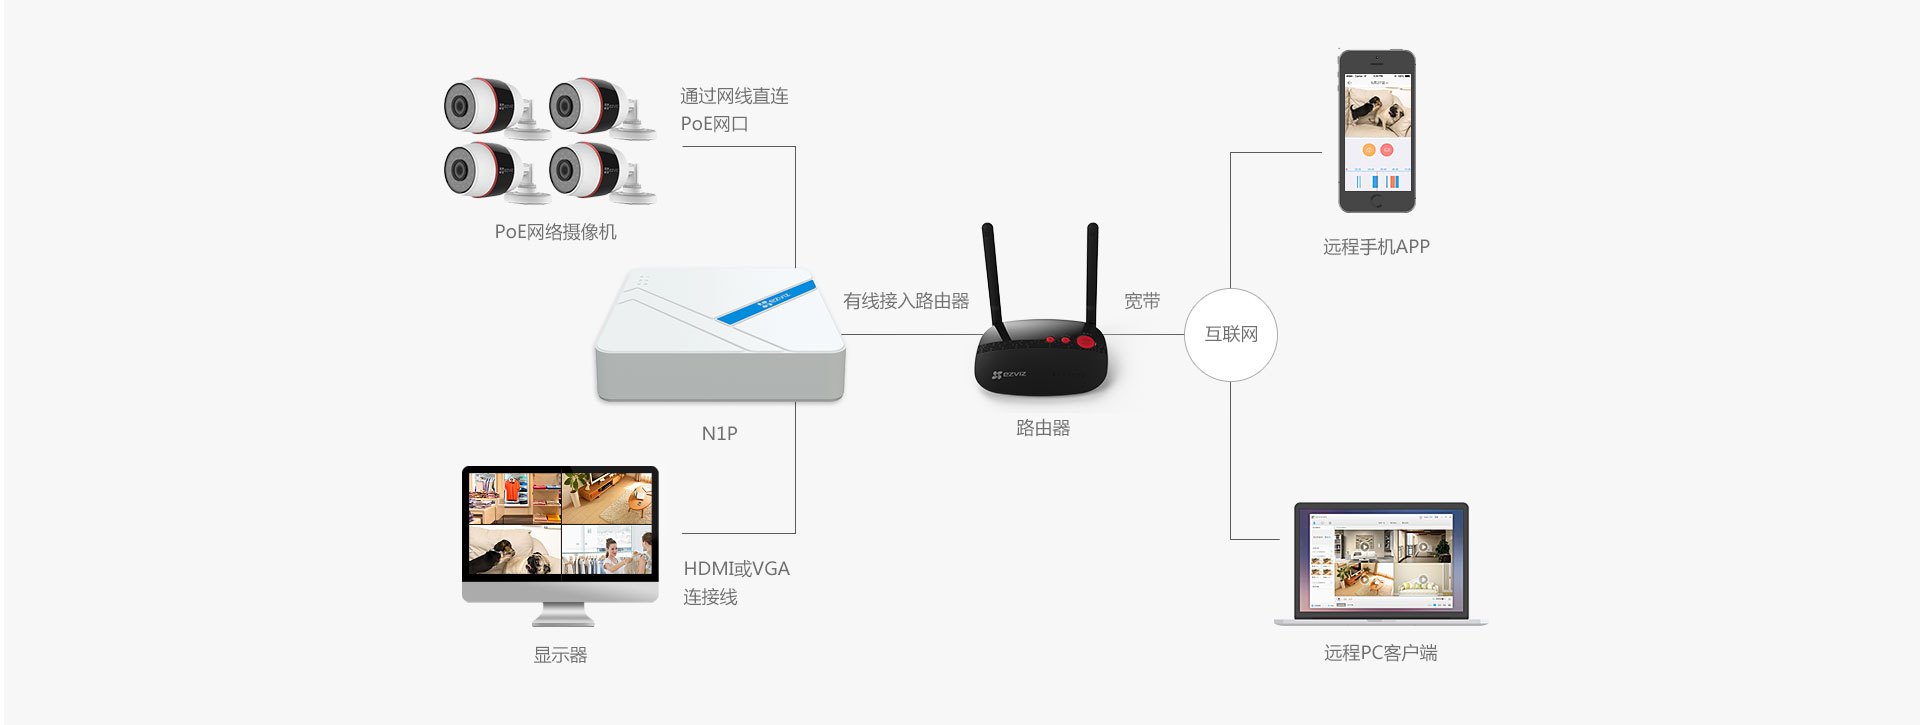 通过网线直连
PoE网口
PoE网络摄像机
远程手机APP
ezviz
有线接入路由器
宽带
互联网
ezviz
N1P
路由器
HDMI或VGA
连接线
显示器
远程PC客户端